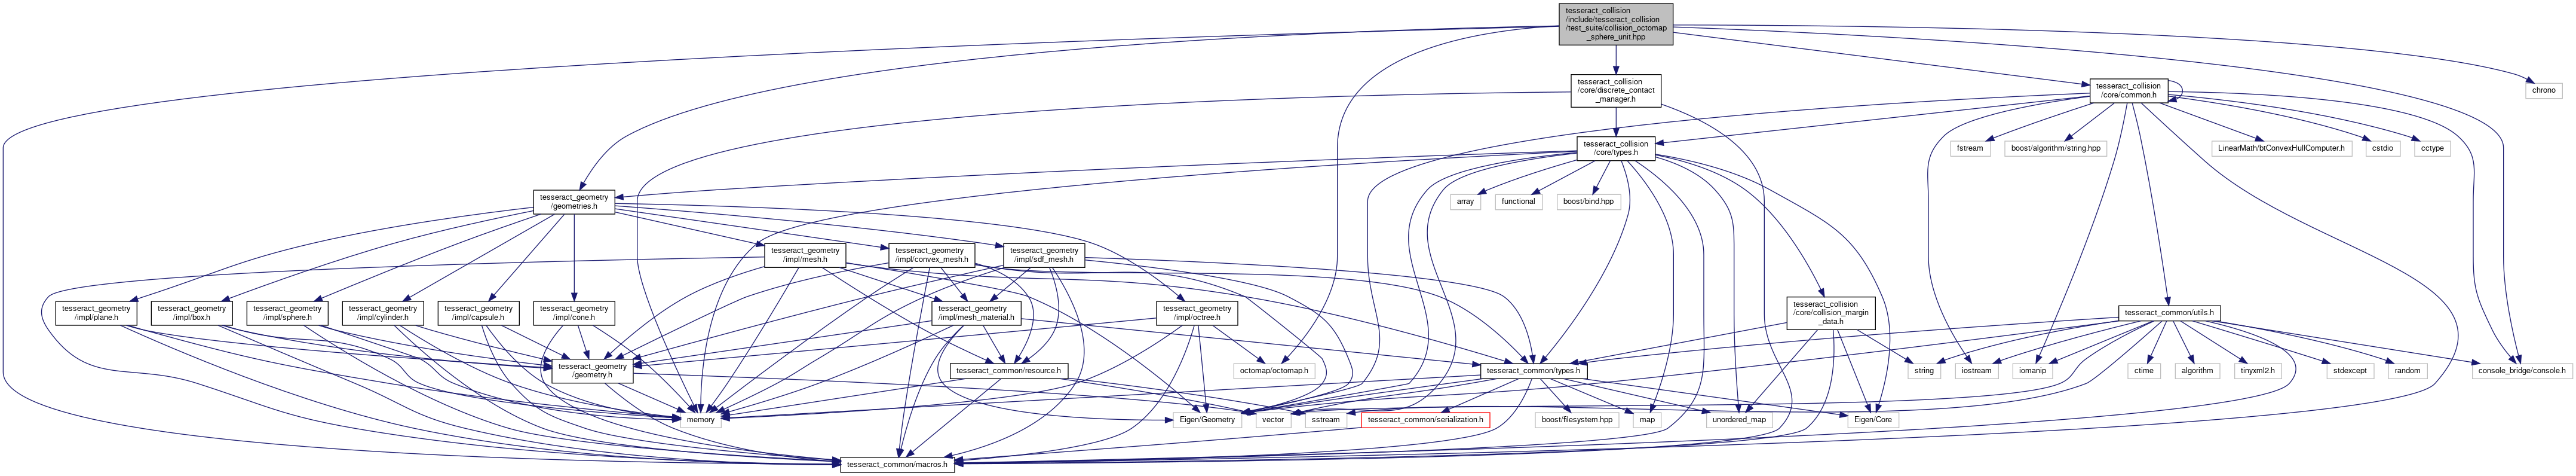 tesseract_collision
/include/tesseract_collision
/test_suite/collision_octomap
_sphere_unit.hpp
tesseract_collision
/core/discrete_contact
_manager.h
tesseract_collision
/core/common.h
chrono
tesseract_collision
/core/types.h
fstream
boost/algorithm/string.hpp
LinearMath/btConvexHullComputer.h
cstdio
cctype
tesseract_geometry
/geometries.h
array
functional
boost/bind.hpp
tesseract_geometry
/impl/mesh.h
tesseract_geometry
/impl/convex_mesh.h
tesseract_geometry
/impl/sdf_mesh.h
tesseract_geometry
/impl/plane.h
tesseract_geometry
/impl/box.h
tesseract_geometry
/impl/sphere.h
tesseract_geometry
/impl/cylinder.h
tesseract_geometry
/impl/capsule.h
tesseract_geometry
/impl/cone.h
tesseract_geometry
/impl/mesh_material.h
tesseract_geometry
/impl/octree.h
tesseract_collision
/core/collision_margin
_data.h
tesseract_common/utils.h
tesseract_geometry
/geometry.h
tesseract_common/resource.h
octomap/octomap.h
tesseract_common/types.h
string
iostream
iomanip
ctime
algorithm
tinyxml2.h
stdexcept
random
console_bridge/console.h
memory
Eigen/Geometry
vector
sstream
tesseract_common/serialization.h
boost/filesystem.hpp
map
unordered_map
Eigen/Core
tesseract_common/macros.h